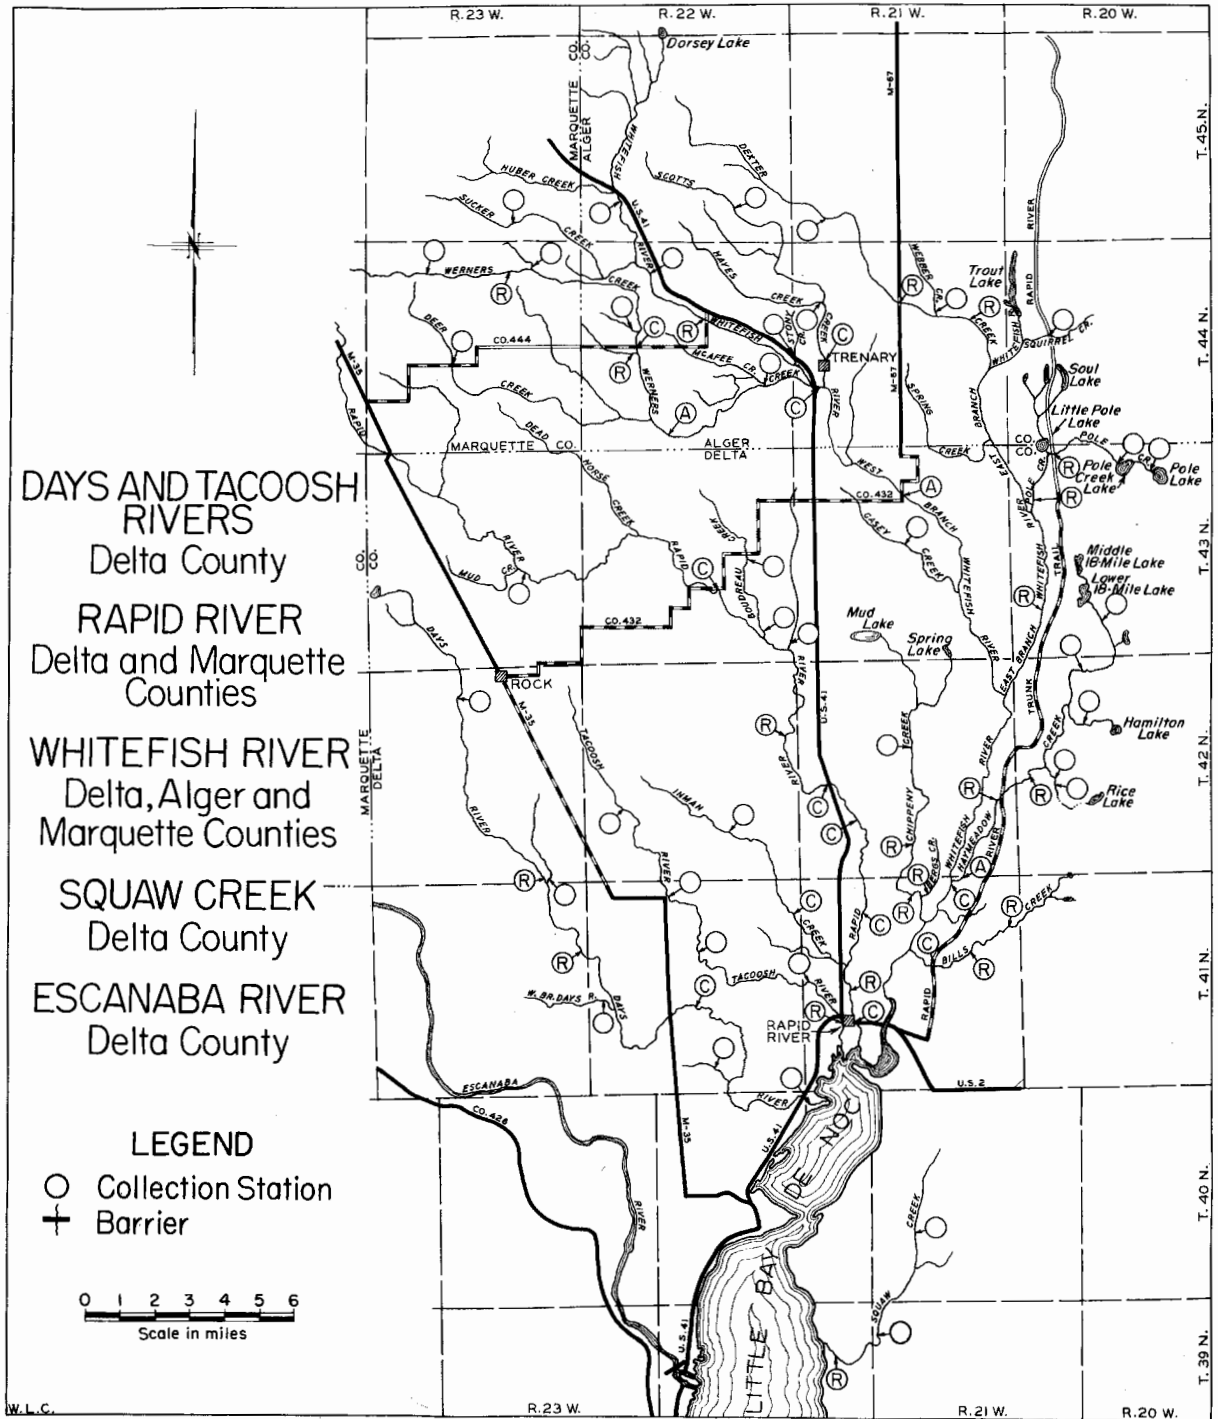 R. 23 W.
R. 22 W.
R. 21 W.
R. 20 W.
Dorsey Lake
CO.
CO.
MARQUETTE
ALGER
WHITEFISH
RIVER
M-67
T. 45 N.
HUBER CREEK
SCOTTS
DEXTER
SUCKER
CREEK
U.S. 41
RIVER
HAYES
CREEK
WEBBER
CR.
Trout
Lake
RAPID
WERNERS
CREEK
R
R
R
R
DEER
C
R
WHITEFISH
STONY
CR.
CREEK
C
CREEK
WHITEFISH R.
SQUIRREL CR.
T. 44 N.
CO. 444
MCAFEE CR.
CREEK
TRENARY
M-35
R
WERNERS
C
RIVER
M-67
SPRING
Soul
Lake
CREEK
A
BRANCH
Little Pole
Lake
RAPID
DEAD
MARQUETTE CO.
ALGER
DELTA
CREEK
EAST
CO.
CO.
POLE
CR.
Pole
Creek
Lake
Pole
Lake
R
R
DAYS AND TACOOSH
RIVERS
Delta County
HORSE
CREEK
WEST
BRANCH
A
CO. 432
POLE CR.
RIVER
CREEK
CASEY
CREEK
CO.
CO.
RIVER
MUD
CR.
RAPID
C
BOUDREAU
WHITEFISH
WHITEFISH
TRAIL
Middle
18-Mile Lake
Lower
18-Mile Lake
T. 43 N.
R
RAPID RIVER
Delta and Marquette
Counties
DAYS
CO. 432
Mud
Lake
Spring
Lake
RIVER
RIVER
EAST BRANCH
ROCK
M-35
U.S. 41
TRUNK
MARQUETTE
DELTA
TACOOSH
R
RIVER
CREEK
RIVER
CREEK
Hamilton
Lake
WHITEFISH RIVER
Delta, Alger and
Marquette Counties
RIVER
INMAN
C
C
CHIPPENY
R
R
R
Rice
Lake
T. 42 N.
WHITEFISH
HAYMEADOW
RIVER
RIVER
R
R
CR.
A
SQUAW CREEK
Delta County
C
CREEK
RAPID
C
R
C
R
CREEK
C
BILLS
R
R
TACOOSH
RIVER
R
W. BR. DAYS R.
DAYS
C
R
C
RAPID
T. 41 N.
ESCANABA RIVER
Delta County
RAPID
RIVER
ESCANABA
RIVER
U.S. 2
CO. 426
M-35
U.S. 41
LITTLE BAY DE NOC
LEGEND
Collection Station
Barrier
RIVER
CREEK
T. 40 N.
0 1 2 3 4 5 6
Scale in miles
SQUAW
U.S. 41
R
T. 39 N.
W.L.C.
R. 23 W.
R. 21 W.
R. 20 W.